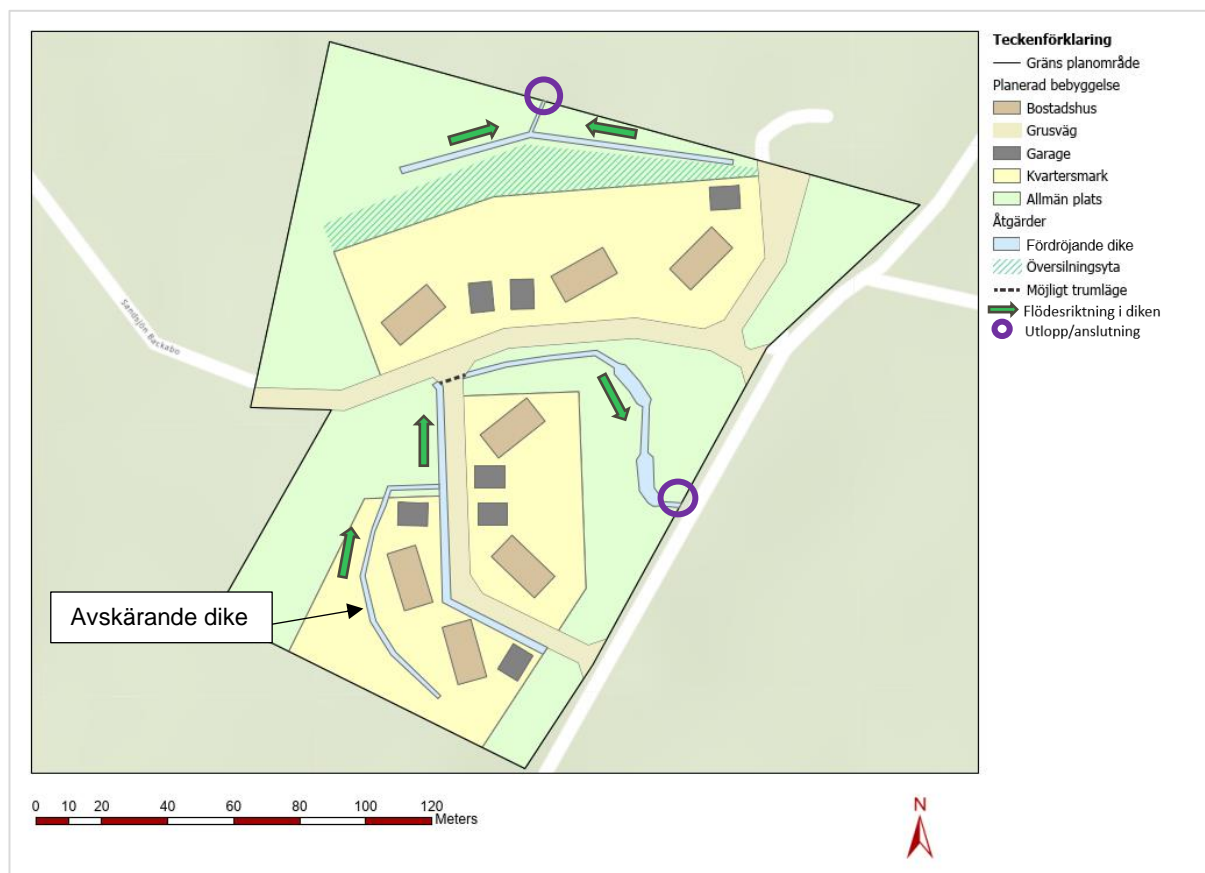 Teckenförklaring
Gräns planområde
Planerad bebyggelse
Bostadshus
Grusväg
Garage
Kvartersmark
Allmän plats
Åtgärder
Fördröjande dike
Översilningsyta
Möjligt trumläge
Flödesriktning i diken
Utlopp/anslutning
Sandsjön Backabo
Avskärande dike
0 10 20 40 60 80 100 120
Meters
N